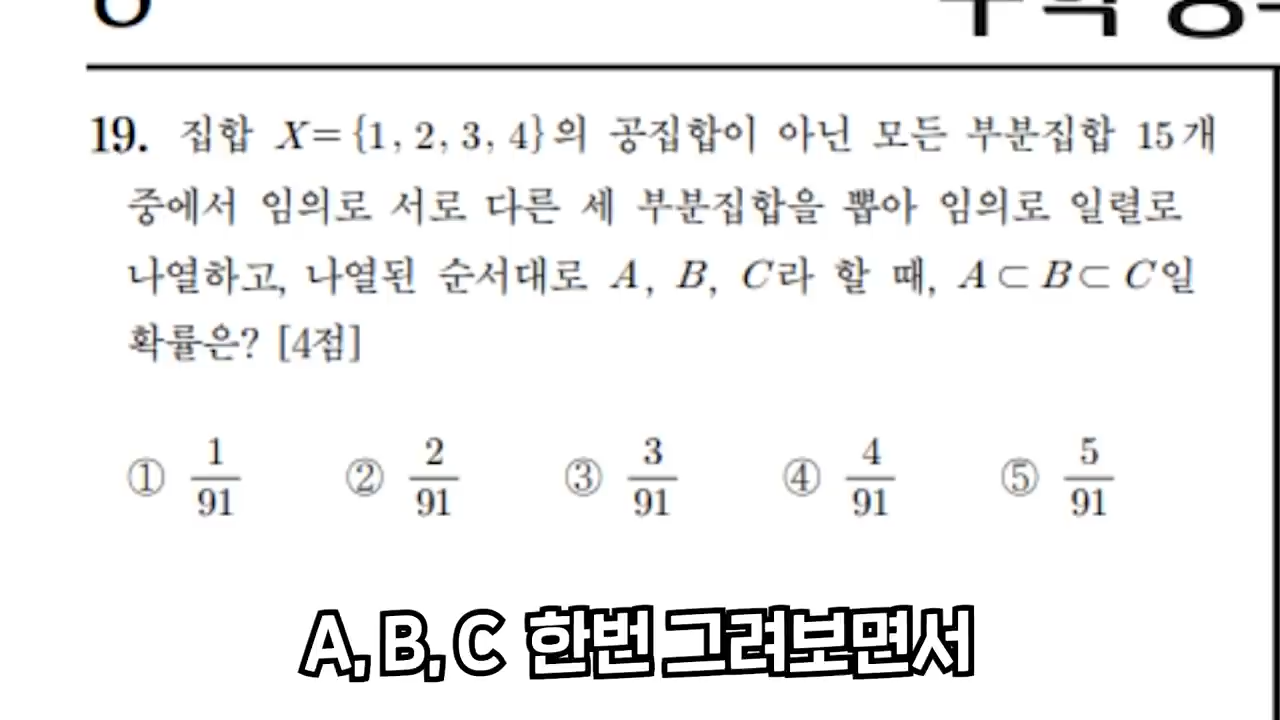 19. 집합 X={1, 2, 3, 4}의 공집합이 아닌 모든 부분집합 15개
중에서 임의로 서로 다른 세 부분집합을 뽑아 임의로 일렬로
나열하고, 나열된 순서대로 A, B, C라 할 때, A⊂B⊂C일
확률은? [4점]
① 1/91 ② 2/91 ③ 3/91 ④ 4/91 ⑤ 5/91
A, B, C 한번 그려보면서